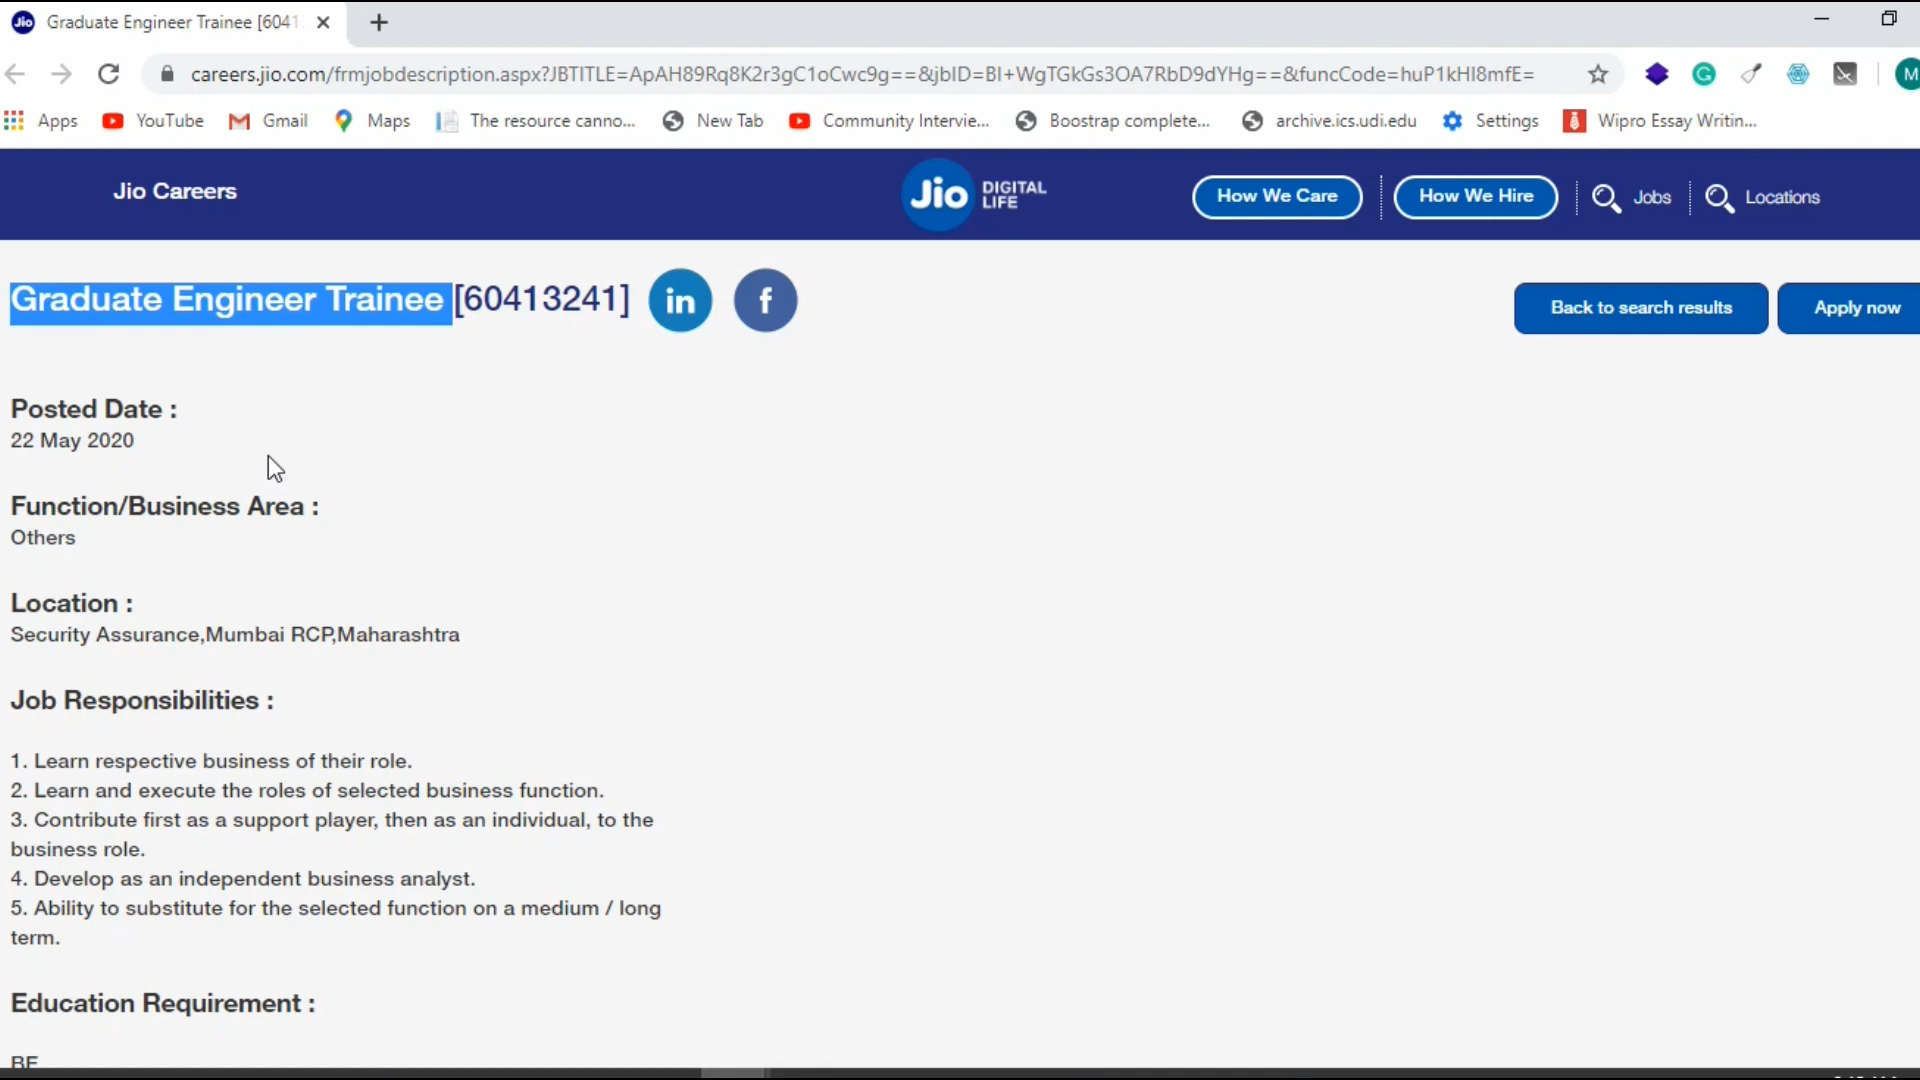 Graduate Engineer Trainee [6041
careers.jio.com/frmjobdescription.aspx?JBTITLE=ApAH89Rq8K2r3gC1oCwc9g==&jbID=BI+WgTGkGs3OA7RbD9dYHg==&funcCode=huP1kHI8mfE=
M
Apps YouTube Gmail Maps The resource canno... New Tab Community Intervie... Boostrap complete... archive.ics.udi.edu Settings Wipro Essay Writin...
Jio Careers
Jio DIGITAL
LIFE
How We Care How We Hire Jobs Locations
Graduate Engineer Trainee [60413241] in f
Back to search results Apply now
Posted Date :
22 May 2020
Function/Business Area :
Others
Location :
Security Assurance,Mumbai RCP,Maharashtra
Job Responsibilities :
1. Learn respective business of their role.
2. Learn and execute the roles of selected business function.
3. Contribute first as a support player, then as an individual, to the
business role.
4. Develop as an independent business analyst.
5. Ability to substitute for the selected function on a medium / long
term.
Education Requirement :
BE